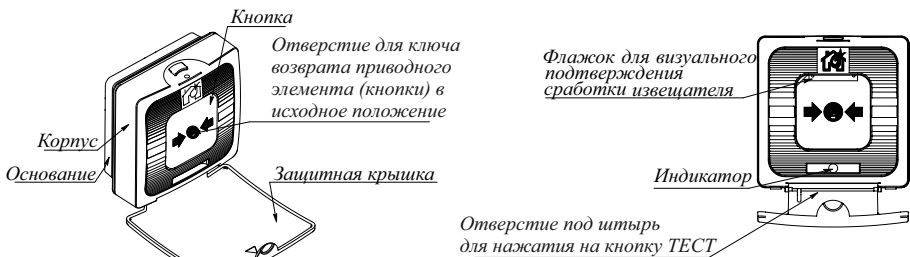 Кнопка
Отверстие для ключа
возврата приводного
элемента (кнопки) в
исходное положение
Корпус
Основание
Защитная крышка
Флажок для визуального
подтверждения
сработки извещателя
Индикатор
Отверстие под штырь
для нажатия на кнопку ТЕСТ